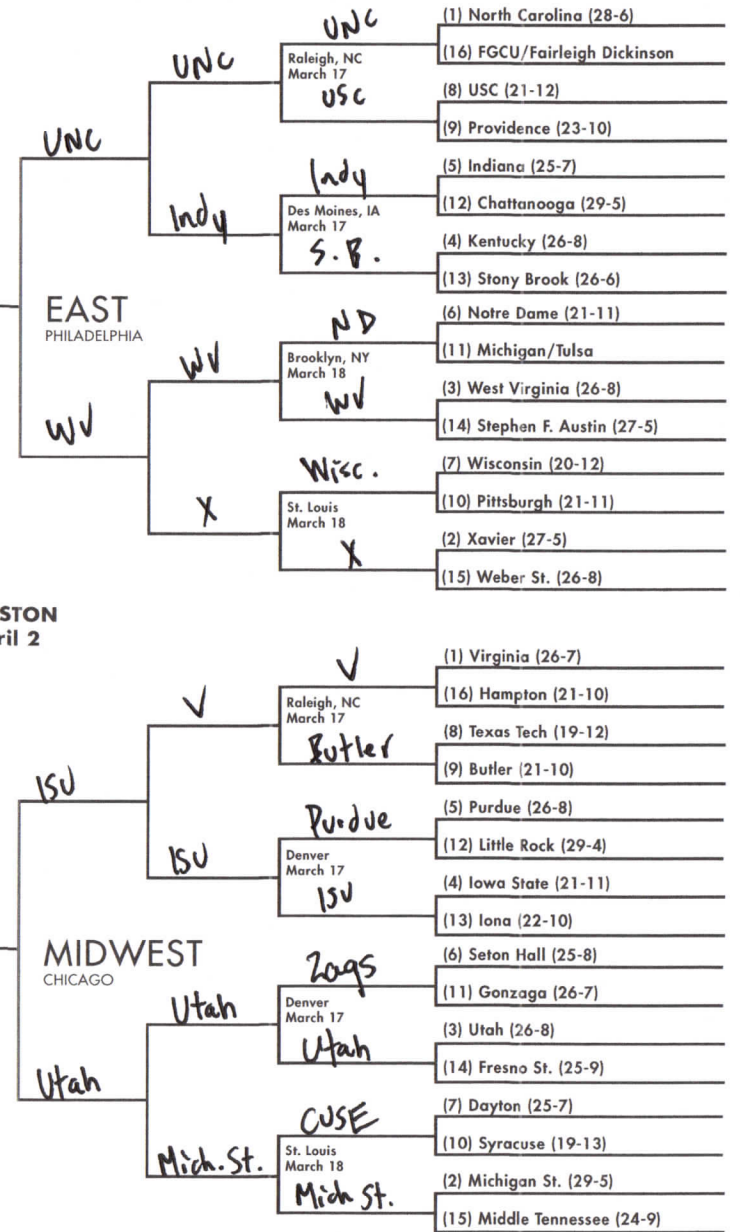 UNC
(1) North Carolina (28-6)
Raleigh, NC
March 17
(16) FGCU/Fairleigh Dickinson
UNC
USC
(8) USC (21-12)
(9) Providence (23-10)
UNC
Indy
(5) Indiana (25-7)
Des Moines, IA
March 17
(12) Chattanooga (29-5)
Indy
S.B.
(4) Kentucky (26-8)
(13) Stony Brook (26-6)
EAST
PHILADELPHIA
ND
(6) Notre Dame (21-11)
Brooklyn, NY
March 18
(11) Michigan/Tulsa
WV
WV
(3) West Virginia (26-8)
(14) Stephen F. Austin (27-5)
WV
Wisc.
(7) Wisconsin (20-12)
St. Louis
March 18
(10) Pittsburgh (21-11)
X
X
(2) Xavier (27-5)
(15) Weber St. (26-8)
STON
ril 2
V
(1) Virginia (26-7)
Raleigh, NC
March 17
(16) Hampton (21-10)
V
Butler
(8) Texas Tech (19-12)
(9) Butler (21-10)
ISU
Purdue
(5) Purdue (26-8)
Denver
March 17
(12) Little Rock (29-4)
ISU
ISU
(4) Iowa State (21-11)
(13) Iona (22-10)
MIDWEST
CHICAGO
Zags
(6) Seton Hall (25-8)
Denver
March 17
(11) Gonzaga (26-7)
Utah
Utah
(3) Utah (26-8)
(14) Fresno St. (25-9)
Utah
CUSE
(7) Dayton (25-7)
St. Louis
March 18
(10) Syracuse (19-13)
Mich. St.
Mich St.
(2) Michigan St. (29-5)
(15) Middle Tennessee (24-9)